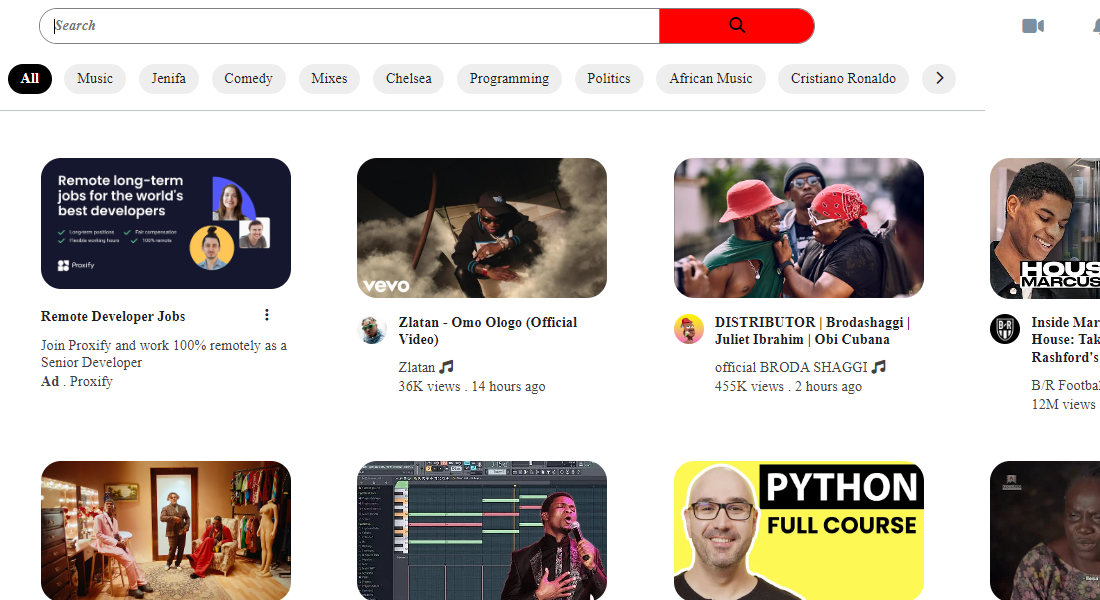 Search
All Music Jenifa Comedy Mixes Chelsea Programming Politics African Music Cristiano Ronaldo
Remote long-term
jobs for the world's
best developers
Long-term positions Fair compensation
Flexible working hours 100% remote
Proxify
vevo
HOUS
MARCUS
Remote Developer Jobs
Join Proxify and work 100% remotely as a
Senior Developer
Ad . Proxify
Zlatan - Omo Ologo (Official
Video)
Zlatan
36K views . 14 hours ago
DISTRIBUTOR | Brodashaggi |
Juliet Ibrahim | Obi Cubana
official BRODA SHAGGI
455K views . 2 hours ago
B/R
Inside Mar
House: Tak
Rashford's
B/R Footbal
12M views
PYTHON
FULL COURSE